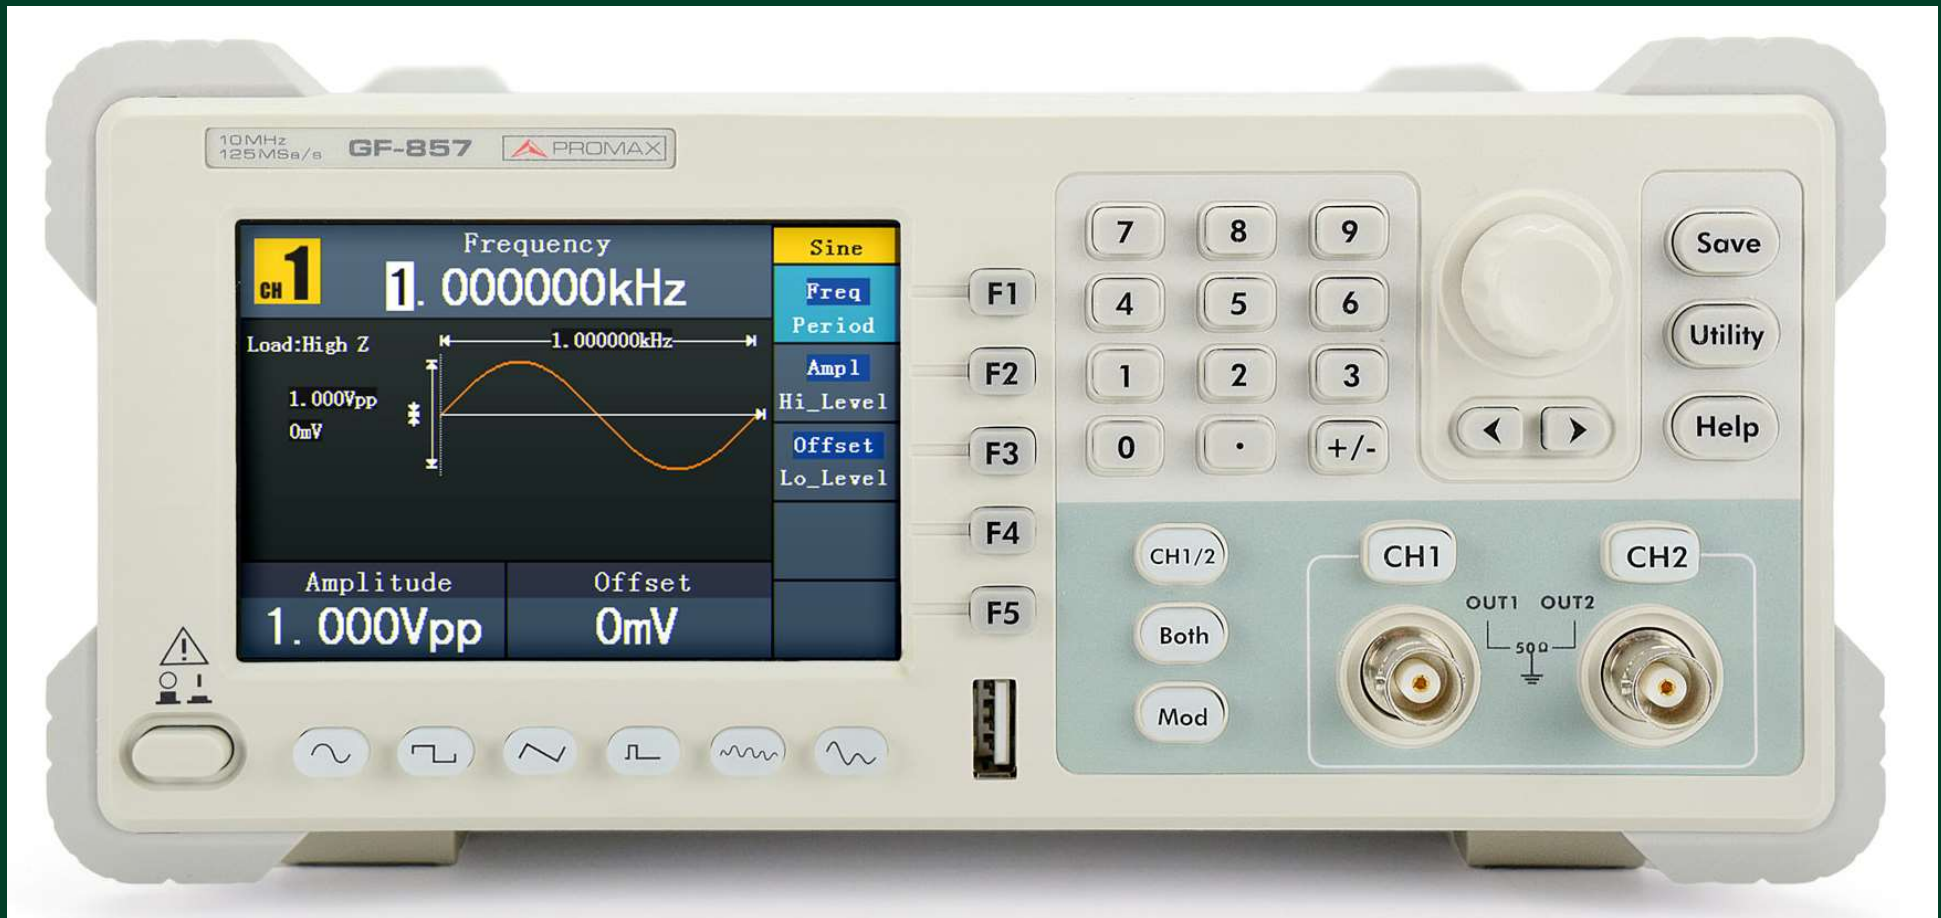 10MHz
125MSa/s
GF-857
PROMAX
CH1
Frequency
1.000000kHz
Sine
Freq
Period
Load:High Z
1.000000kHz
1.000Vpp
0mV
Ampl
Hi_Level
Offset
Lo_Level
Amplitude
1.000Vpp
Offset
0mV
F1
F2
F3
F4
F5
7 8 9
4 5 6
1 2 3
0 . +/-
Save
Utility
Help
CH1/2
Both
Mod
CH1
CH2
OUT1 OUT2
50Ω